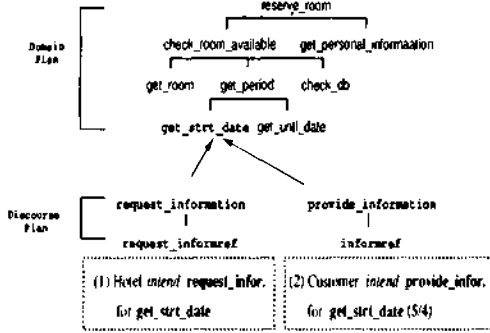 reserve_room
Domain
Plan
check_room_available get_personal_informaation
get_room get_period check_db
get_strt_date get_until_date
Discourse
Plan
request_information provide_information
request_informref informref
(1) Hotel intend request_infor. (2) Customer intend provide_infor.
for get_strt_date for get_strt_date (5/4)